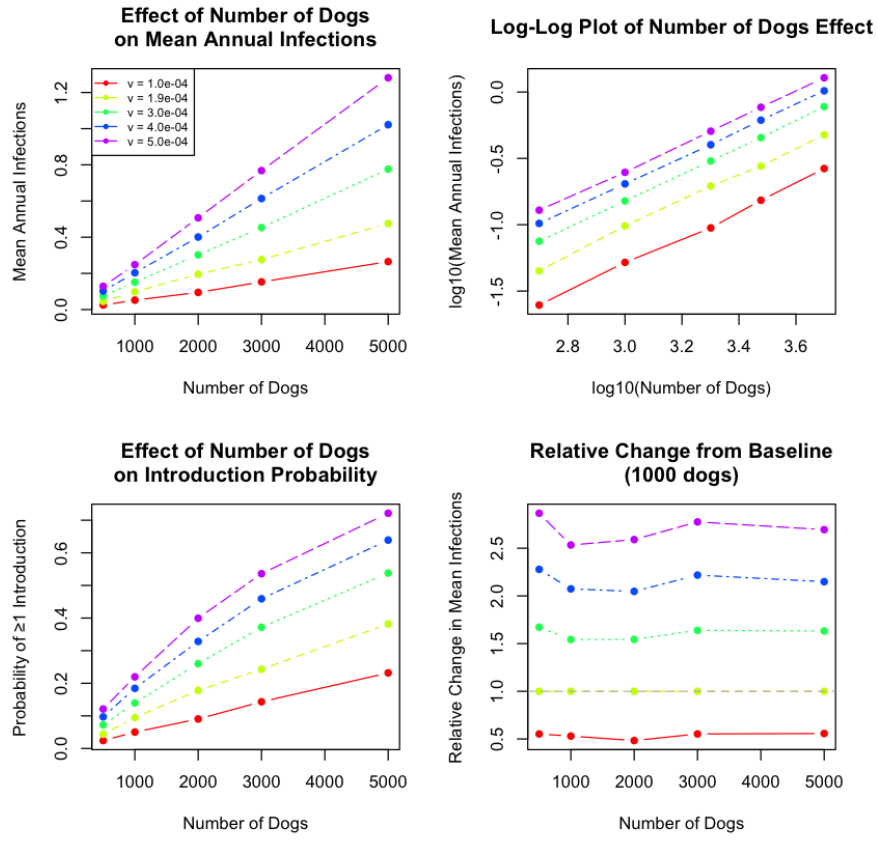 Effect of Number of Dogs
on Mean Annual Infections
Mean Annual Infections
1.2
0.8
0.4
0.0
v = 1.0e-04
v = 1.9e-04
v = 3.0e-04
v = 4.0e-04
v = 5.0e-04
1000 2000 3000 4000 5000
Number of Dogs
Log-Log Plot of Number of Dogs Effect
log10(Mean Annual Infections)
0.0
-0.5
-1.0
-1.5
2.8 3.0 3.2 3.4 3.6
log10(Number of Dogs)
Effect of Number of Dogs
on Introduction Probability
Probability of ≥1 Introduction
0.6
0.4
0.2
0.0
1000 2000 3000 4000 5000
Number of Dogs
Relative Change from Baseline
(1000 dogs)
Relative Change in Mean Infections
2.5
2.0
1.5
1.0
0.5
1000 2000 3000 4000 5000
Number of Dogs